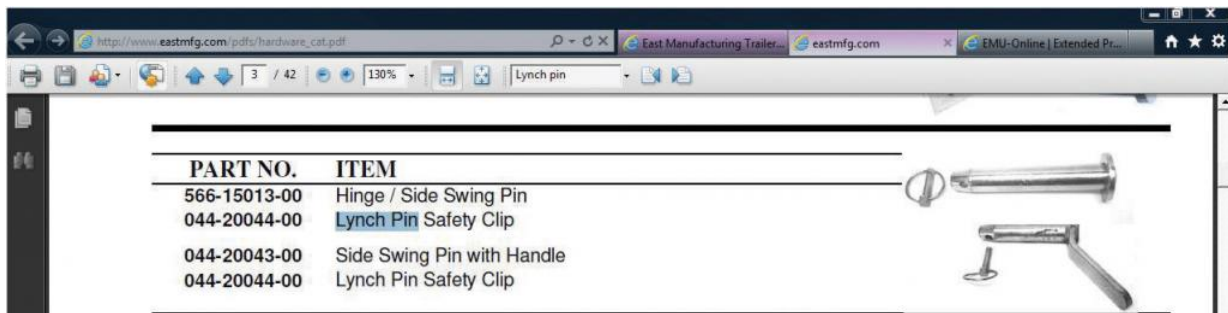 http://www.eastmfg.com/pdfs/hardware_cat.pdf
East Manufacturing Trailer...
eastmfg.com
EMU-Online | Extended Pr...
3 / 42
130%
Lynch pin
PART NO. ITEM
566-15013-00 Hinge / Side Swing Pin
044-20044-00 Lynch Pin Safety Clip
044-20043-00 Side Swing Pin with Handle
044-20044-00 Lynch Pin Safety Clip